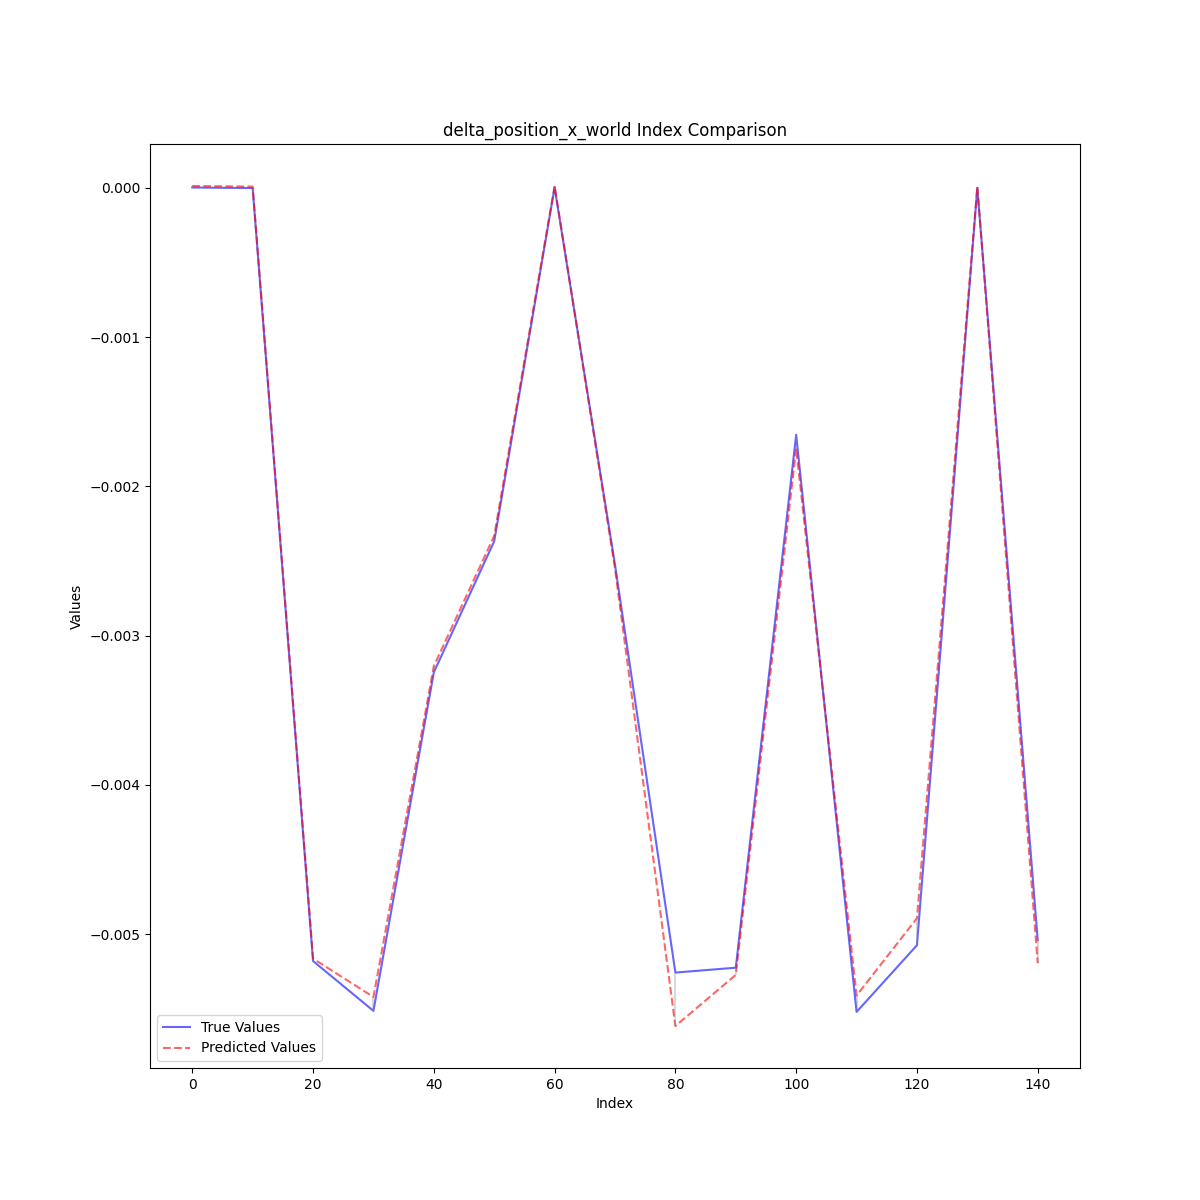 delta_position_x_world Index Comparison
0.000
−0.001
−0.002
−0.003
−0.004
−0.005
Values
True Values
Predicted Values
0 20 40 60 80 100 120 140
Index